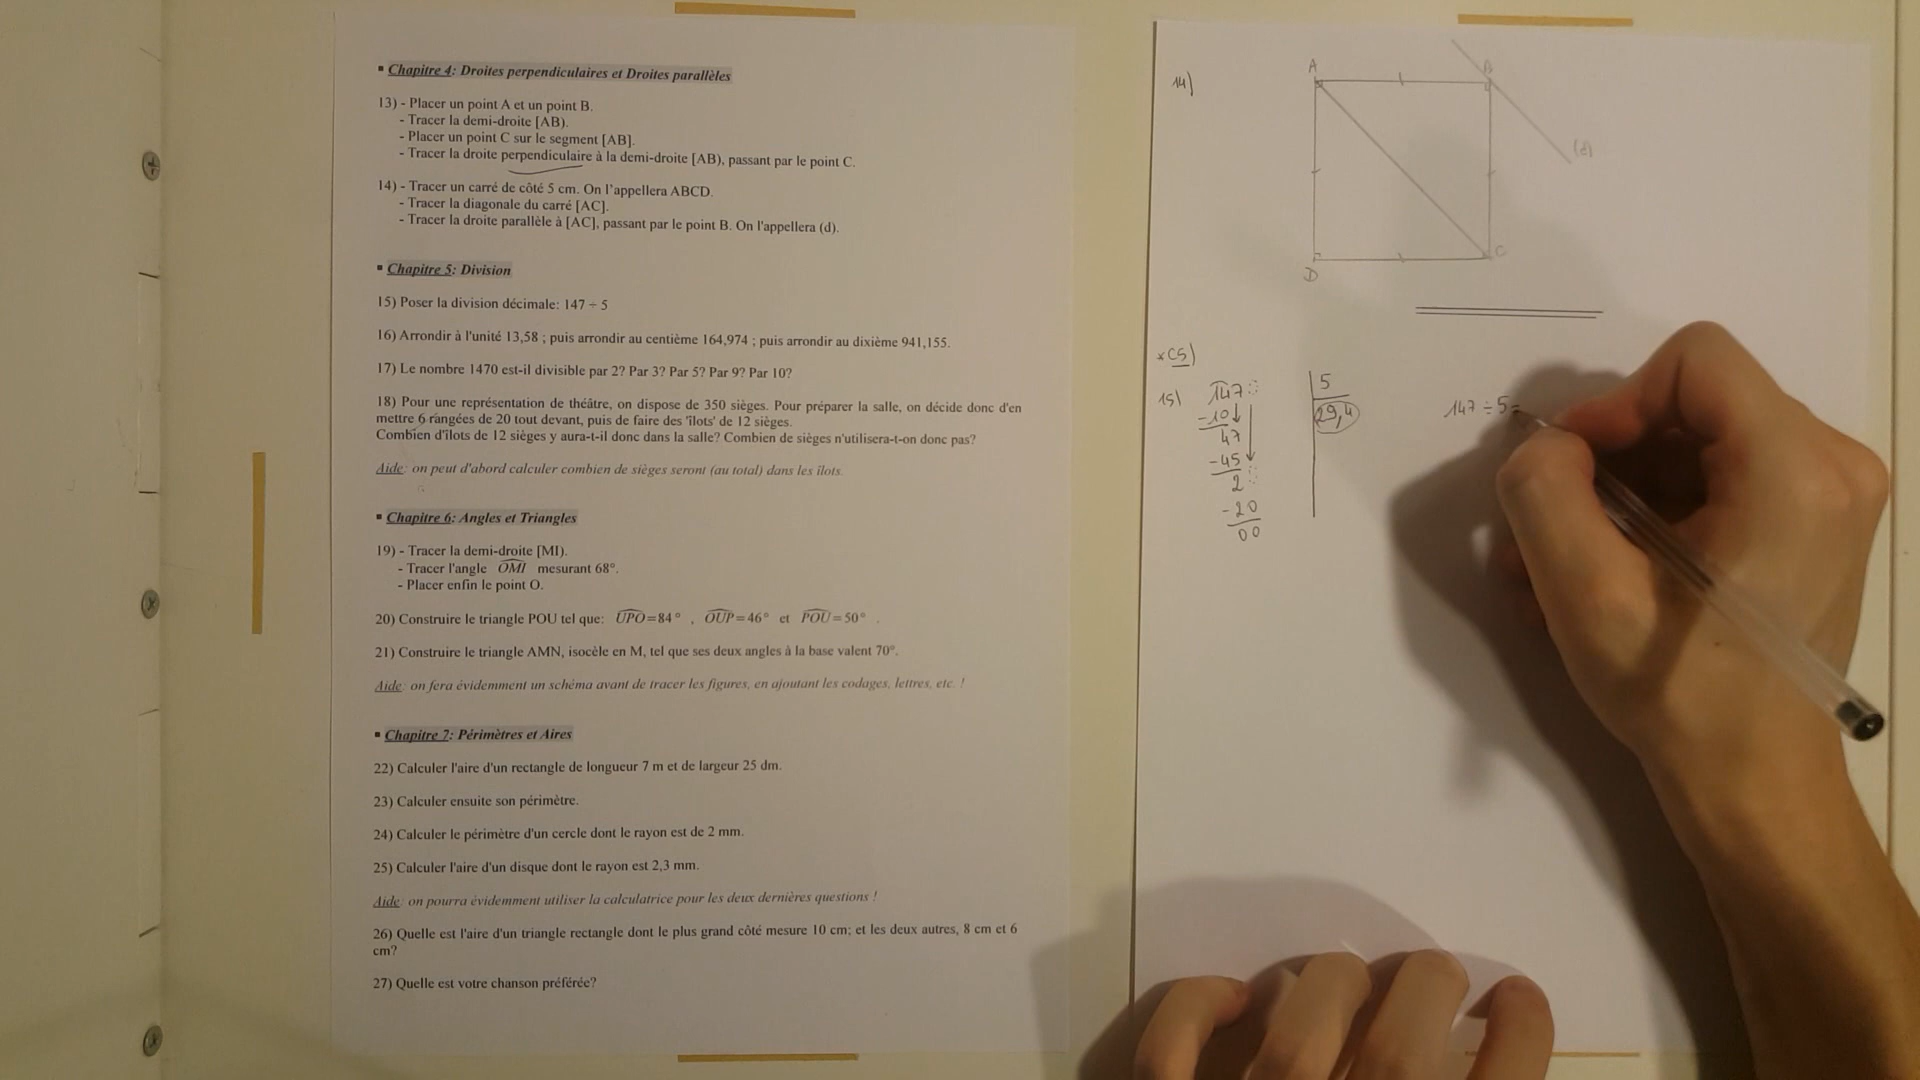 ▪ Chapitre 4: Droites perpendiculaires et Droites parallèles
13) - Placer un point A et un point B.
- Tracer la demi-droite [AB).
- Placer un point C sur le segment [AB].
- Tracer la droite perpendiculaire à la demi-droite [AB), passant par le point C.
14) - Tracer un carré de côté 5 cm. On l'appellera ABCD.
- Tracer la diagonale du carré [AC].
- Tracer la droite parallèle à [AC], passant par le point B. On l'appellera (d).
▪ Chapitre 5: Division
15) Poser la division décimale: 147 ÷ 5
16) Arrondir à l'unité 13,58 ; puis arrondir au centième 164,974 ; puis arrondir au dixième 941,155.
17) Le nombre 1470 est-il divisible par 2? Par 3? Par 5? Par 9? Par 10?
18) Pour une représentation de théâtre, on dispose de 350 sièges. Pour préparer la salle, on décide donc d'en
mettre 6 rangées de 20 tout devant, puis de faire des 'îlots' de 12 sièges.
Combien d'îlots de 12 sièges y aura-t-il donc dans la salle? Combien de sièges n'utilisera-t-on donc pas?
Aide: on peut d'abord calculer combien de sièges seront (au total) dans les îlots.
▪ Chapitre 6: Angles et Triangles
19) - Tracer la demi-droite [MI).
- Tracer l'angle OMI mesurant 68°.
- Placer enfin le point O.
20) Construire le triangle POU tel que: UPO=84° , OUP=46° et POU=50° .
21) Construire le triangle AMN, isocèle en M, tel que ses deux angles à la base valent 70°.
Aide: on fera évidemment un schéma avant de tracer les figures, en ajoutant les codages, lettres, etc. !
▪ Chapitre 7: Périmètres et Aires
22) Calculer l'aire d'un rectangle de longueur 7 m et de largeur 25 dm.
23) Calculer ensuite son périmètre.
24) Calculer le périmètre d'un cercle dont le rayon est de 2 mm.
25) Calculer l'aire d'un disque dont le rayon est 2,3 mm.
Aide: on pourra évidemment utiliser la calculatrice pour les deux dernières questions !
26) Quelle est l'aire d'un triangle rectangle dont le plus grand côté mesure 10 cm; et les deux autres, 8 cm et 6
cm?
27) Quelle est votre chanson préférée?
14)
A B
(d)
D C
× C5)
15) 147 5
-10 29,4
47
-45
2
-20
00
147 ÷ 5 =